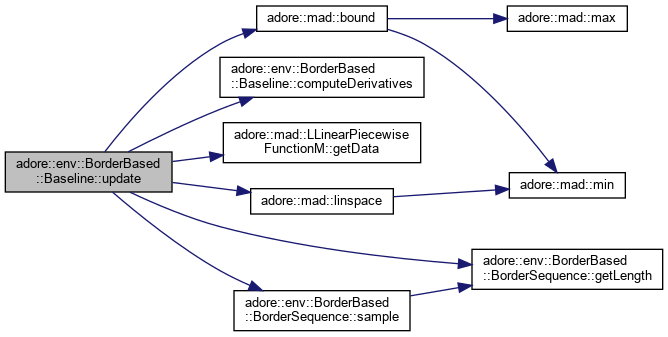 adore::env::BorderBased
::Baseline::update
adore::mad::bound
adore::mad::max
adore::env::BorderBased
::Baseline::computeDerivatives
adore::mad::LLinearPiecewise
FunctionM::getData
adore::mad::linspace
adore::mad::min
adore::env::BorderBased
::BorderSequence::getLength
adore::env::BorderBased
::BorderSequence::sample